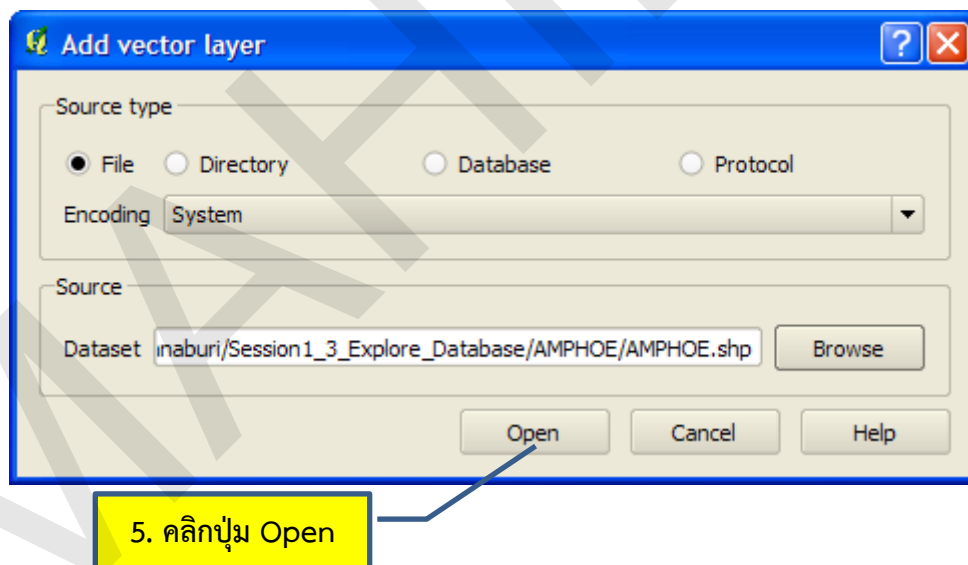 Add vector layer
Source type
File Directory Database Protocol
Encoding System
Source
Dataset naburi/Session1_3_Explore_Database/AMPHOE/AMPHOE.shp Browse
Open Cancel Help
5. คลิกปุ่ม Open